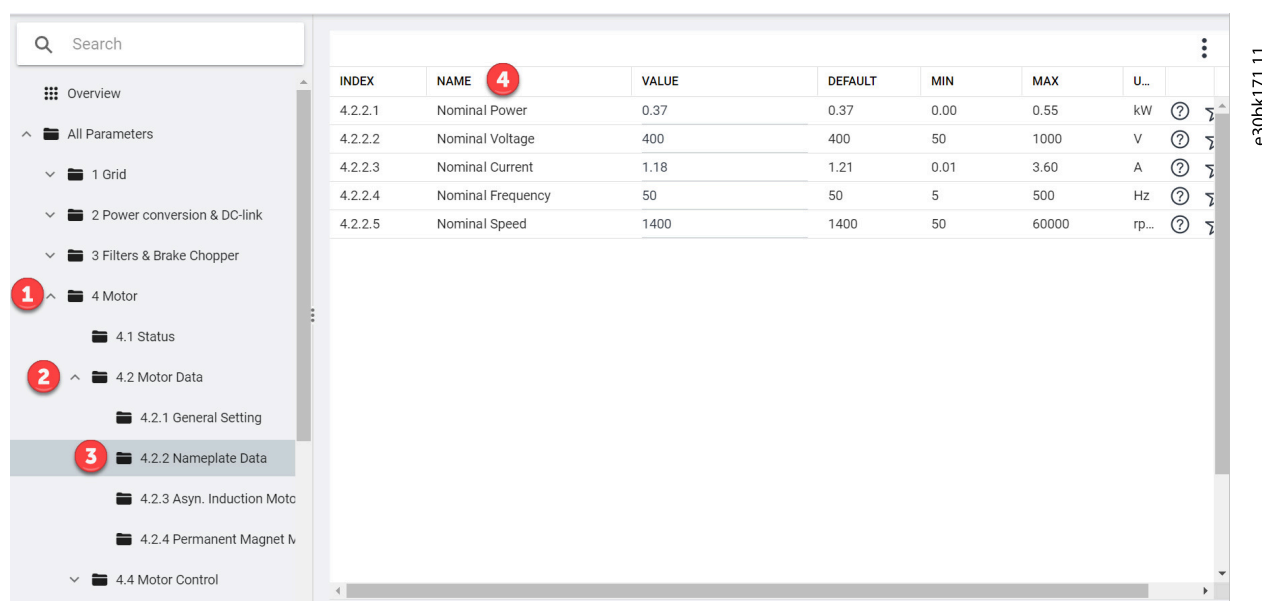 Search
Overview
All Parameters
1 Grid
2 Power conversion & DC-link
3 Filters & Brake Chopper
1 4 Motor
4.1 Status
2 4.2 Motor Data
4.2.1 General Setting
3 4.2.2 Nameplate Data
4.2.3 Asyn. Induction Moto
4.2.4 Permanent Magnet M
4.4 Motor Control
INDEX NAME 4 VALUE DEFAULT MIN MAX U...
4.2.2.1 Nominal Power 0.37 0.37 0.00 0.55 kW ?
4.2.2.2 Nominal Voltage 400 400 50 1000 V ?
4.2.2.3 Nominal Current 1.18 1.21 0.01 3.60 A ?
4.2.2.4 Nominal Frequency 50 50 5 500 Hz ?
4.2.2.5 Nominal Speed 1400 1400 50 60000 rp... ?
e30bk171.11